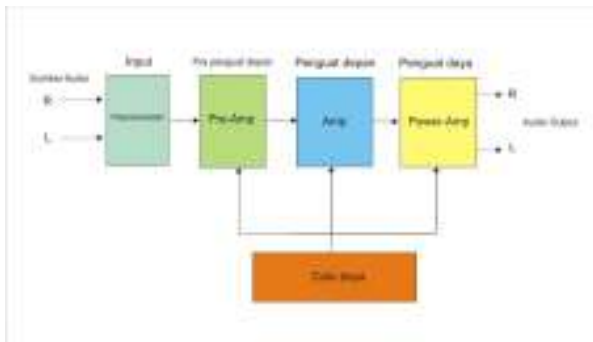 Input
Pre penguat depan
Penguat depan
Penguat daya
Sumber Audio
R
L
Pre-Amp
Amp
Power-Amp
R
L
Audio Output
Catu daya